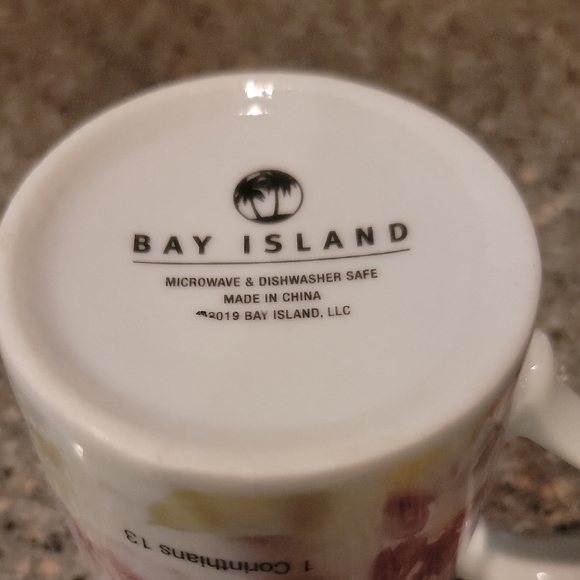 BAY ISLAND
MICROWAVE & DISHWASHER SAFE
MADE IN CHINA
©2019 BAY ISLAND, LLC
1 Corinthians 13